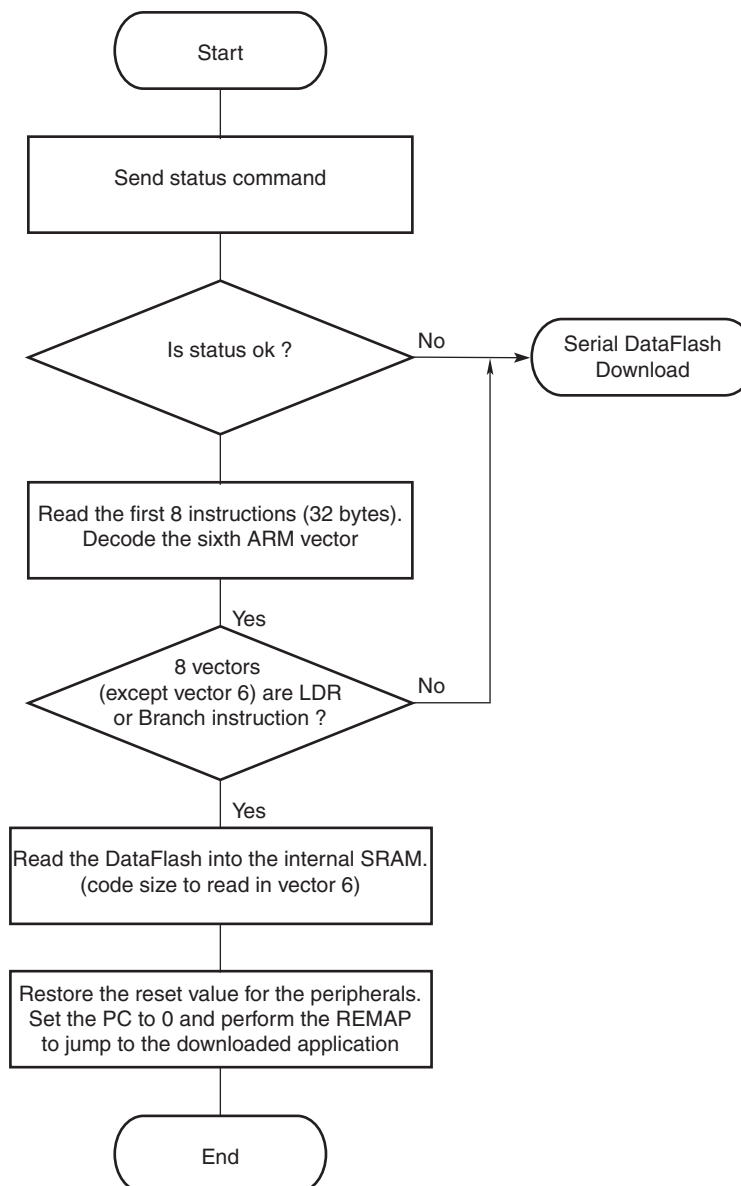 Start
Send status command
Is status ok ?
No
Serial DataFlash
Download
Read the first 8 instructions (32 bytes).
Decode the sixth ARM vector
Yes
8 vectors
(except vector 6) are LDR
or Branch instruction ?
No
Yes
Read the DataFlash into the internal SRAM.
(code size to read in vector 6)
Restore the reset value for the peripherals.
Set the PC to 0 and perform the REMAP
to jump to the downloaded application
End